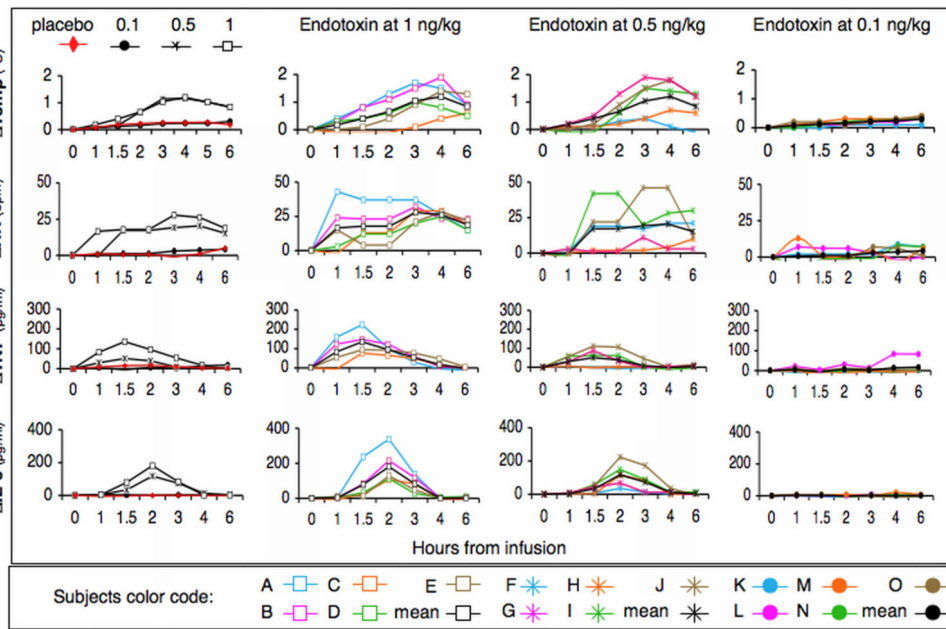 placebo 0.1 0.5 1 Endotoxin at 1 ng/kg Endotoxin at 0.5 ng/kg Endotoxin at 0.1 ng/kg
2 2 2 2
1 1 1 1
0 0 0 0
0 1 1.5 2 3 4 6 0 1 1.5 2 3 4 6 0 1 1.5 2 3 4 6 0 1 1.5 2 3 4 6
50 50 50 50
25 25 25 25
0 0 0 0
0 1 1.5 2 3 4 6 0 1 1.5 2 3 4 6 0 1 1.5 2 3 4 6 0 1 1.5 2 3 4 6
300 300 300 300
200 200 200 200
100 100 100 100
0 0 0 0
0 1 1.5 2 3 4 6 0 1 1.5 2 3 4 6 0 1 1.5 2 3 4 6 0 1 1.5 2 3 4 6
400 400 400 400
200 200 200 200
0 0 0 0
0 1 1.5 2 3 4 6 0 1 1.5 2 3 4 6 0 1 1.5 2 3 4 6 0 1 1.5 2 3 4 6
Hours from infusion
Subjects color code:
A C E F H J K M O
B D mean G I mean L N mean